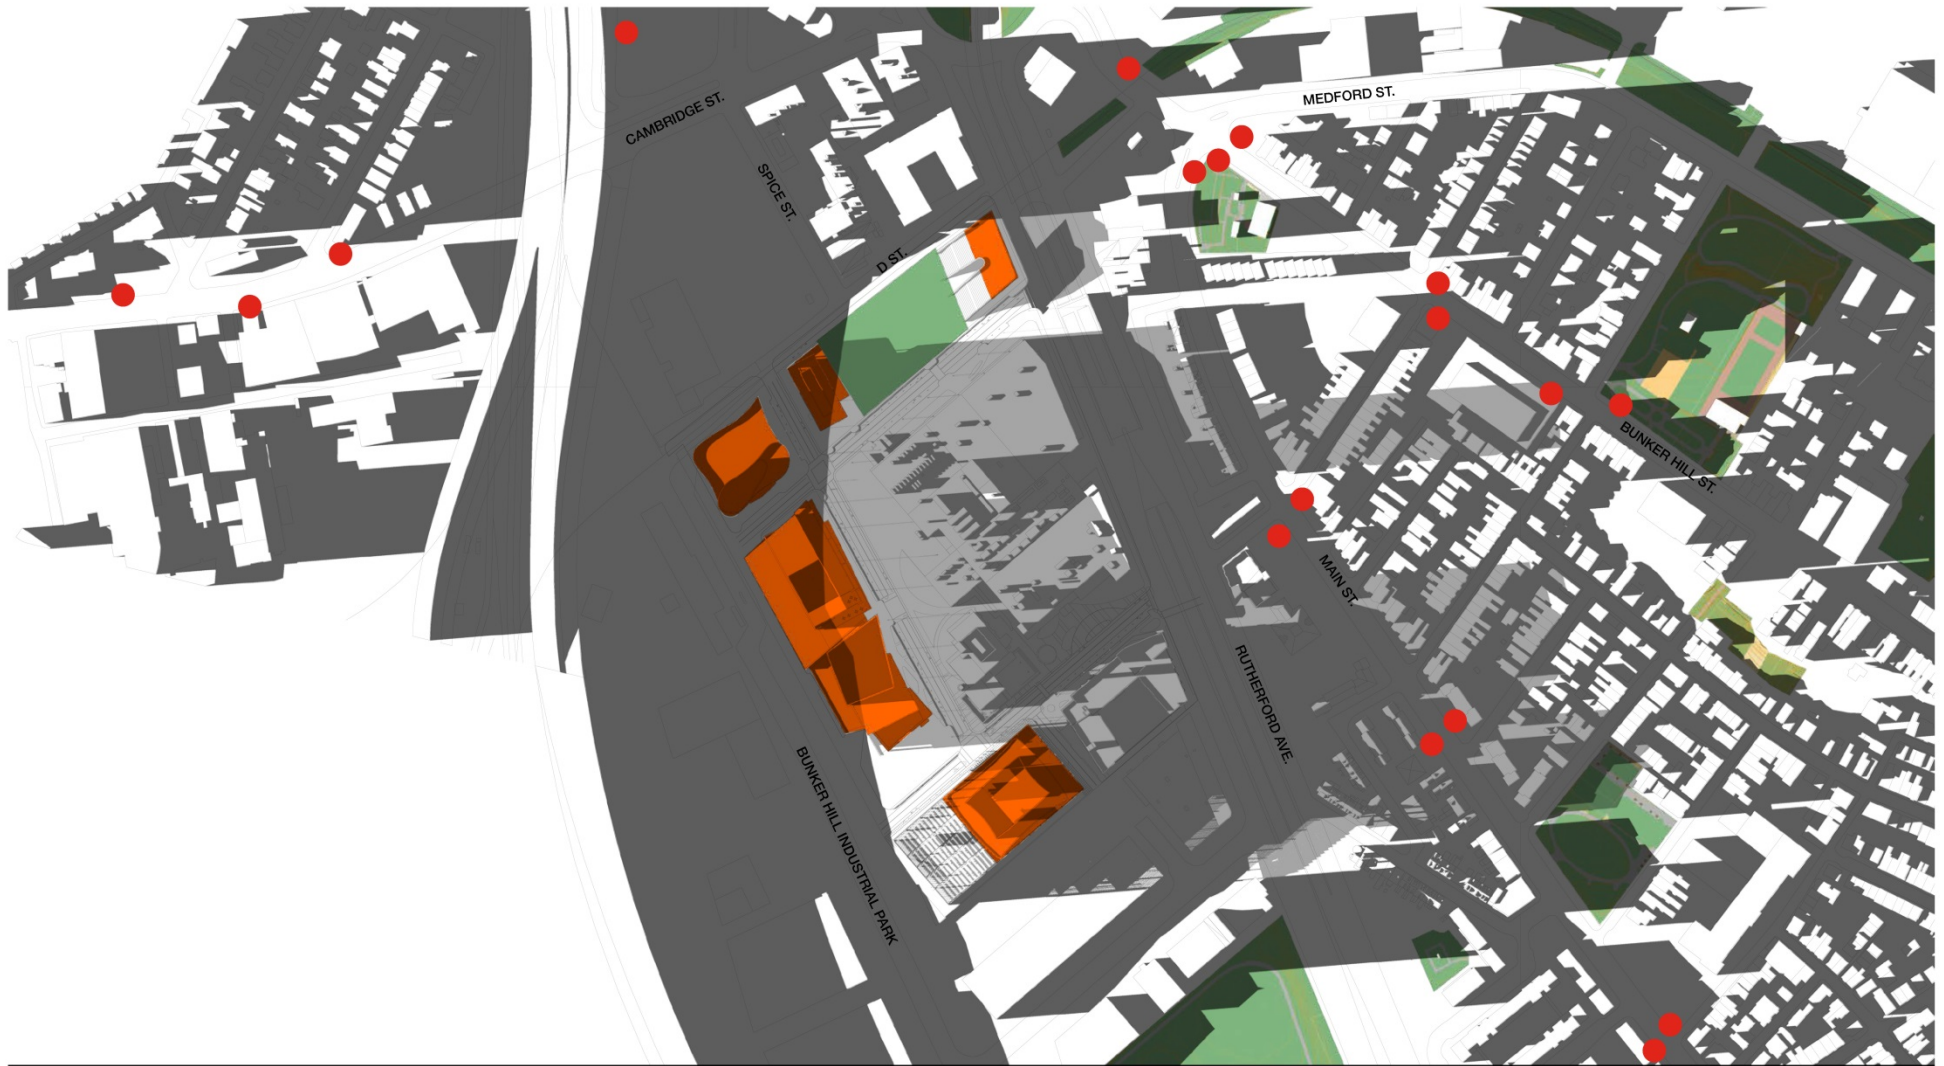 MEDFORD ST.
CAMBRIDGE ST.
SPICE ST.
D ST.
BUNKER HILL ST.
MAIN ST.
RUTHERFORD AVE.
BUNKER HILL INDUSTRIAL PARK